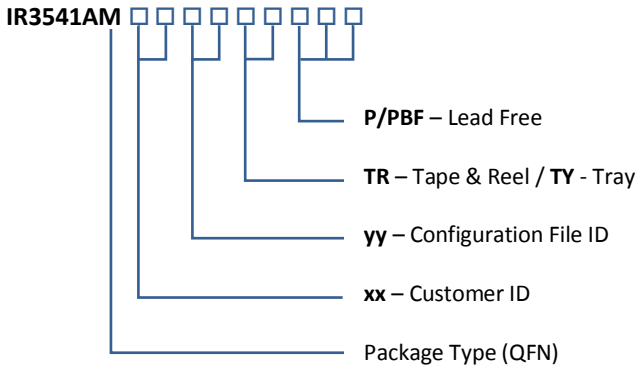 IR3541AM
P/PBF – Lead Free
TR – Tape & Reel / TY - Tray
yy – Configuration File ID
xx – Customer ID
Package Type (QFN)